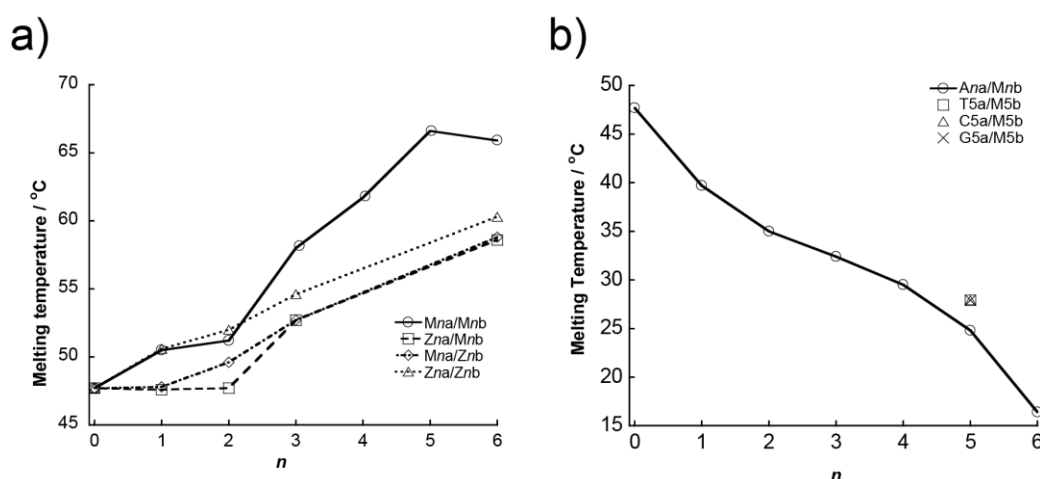 a)
70
65
60
55
50
45
Melting temperature / °C
0 1 2 3 4 5 6
n
Mna/Mnb
Zna/Mnb
Mna/Znb
Zna/Znb
b)
50
45
40
35
30
25
20
15
Melting Temperature / °C
0 1 2 3 4 5 6
n
Ana/Mnb
T5a/M5b
C5a/M5b
G5a/M5b